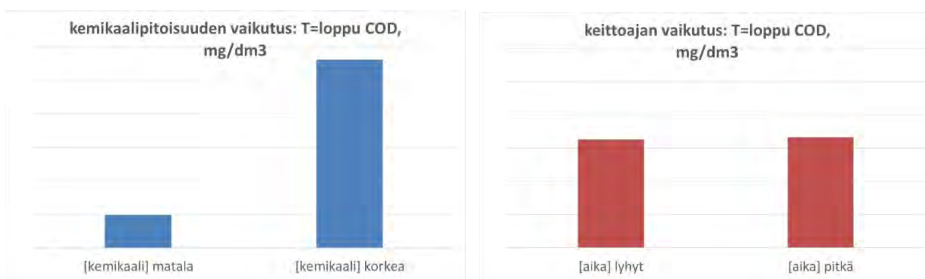 kemikaalipitoisuuden vaikutus: T=loppu COD,
mg/dm3
[kemikaali] matala
[kemikaali] korkea
keittoajan vaikutus: T=loppu COD,
mg/dm3
[aika] lyhyt
[aika] pitkä